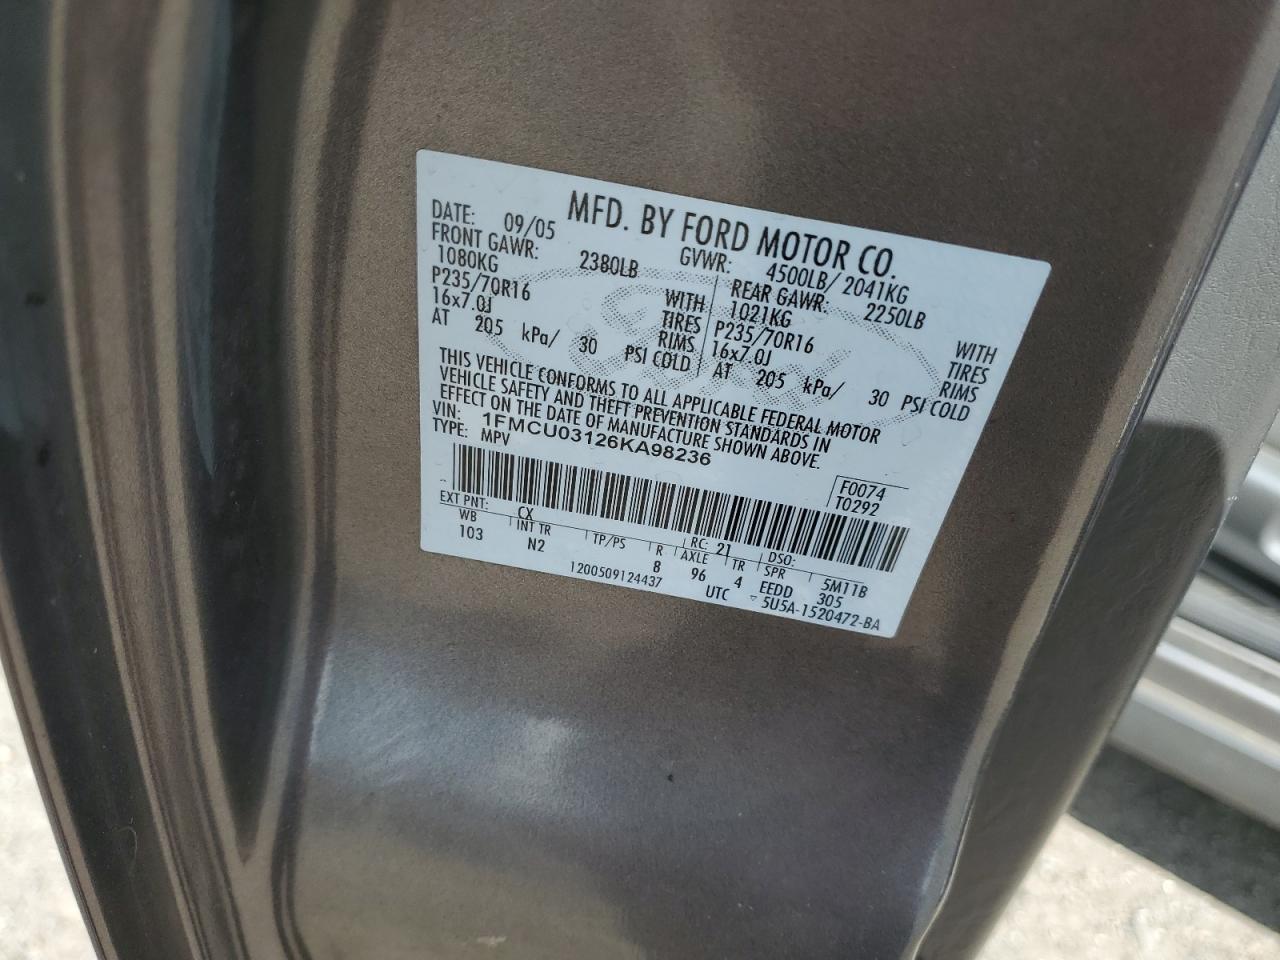 MFD. BY FORD MOTOR CO.
DATE: 09/05 GVWR: 4500LB/ 2041KG
FRONT GAWR: 2380LB REAR GAWR: 2250LB
1080KG WITH 1021KG WITH
P235/70R16 TIRES P235/70R16 TIRES
16x7.0J RIMS 16x7.0J RIMS
AT 205 kPa/ 30 PSI COLD AT 205 kPa/ 30 PSI COLD
THIS VEHICLE CONFORMS TO ALL APPLICABLE FEDERAL MOTOR
VEHICLE SAFETY AND THEFT PREVENTION STANDARDS IN
EFFECT ON THE DATE OF MANUFACTURE SHOWN ABOVE.
VIN: 1FMCU03126KA98236
TYPE: MPV
F0074
T0292
EXT PNT: CX RC: 21 DSO:
WB INT TR TP/PS R AXLE TR SPR 5M11B
103 N2 8 96 4 EEDD 305
1200509124437 UTC 5U5A-1520472-BA